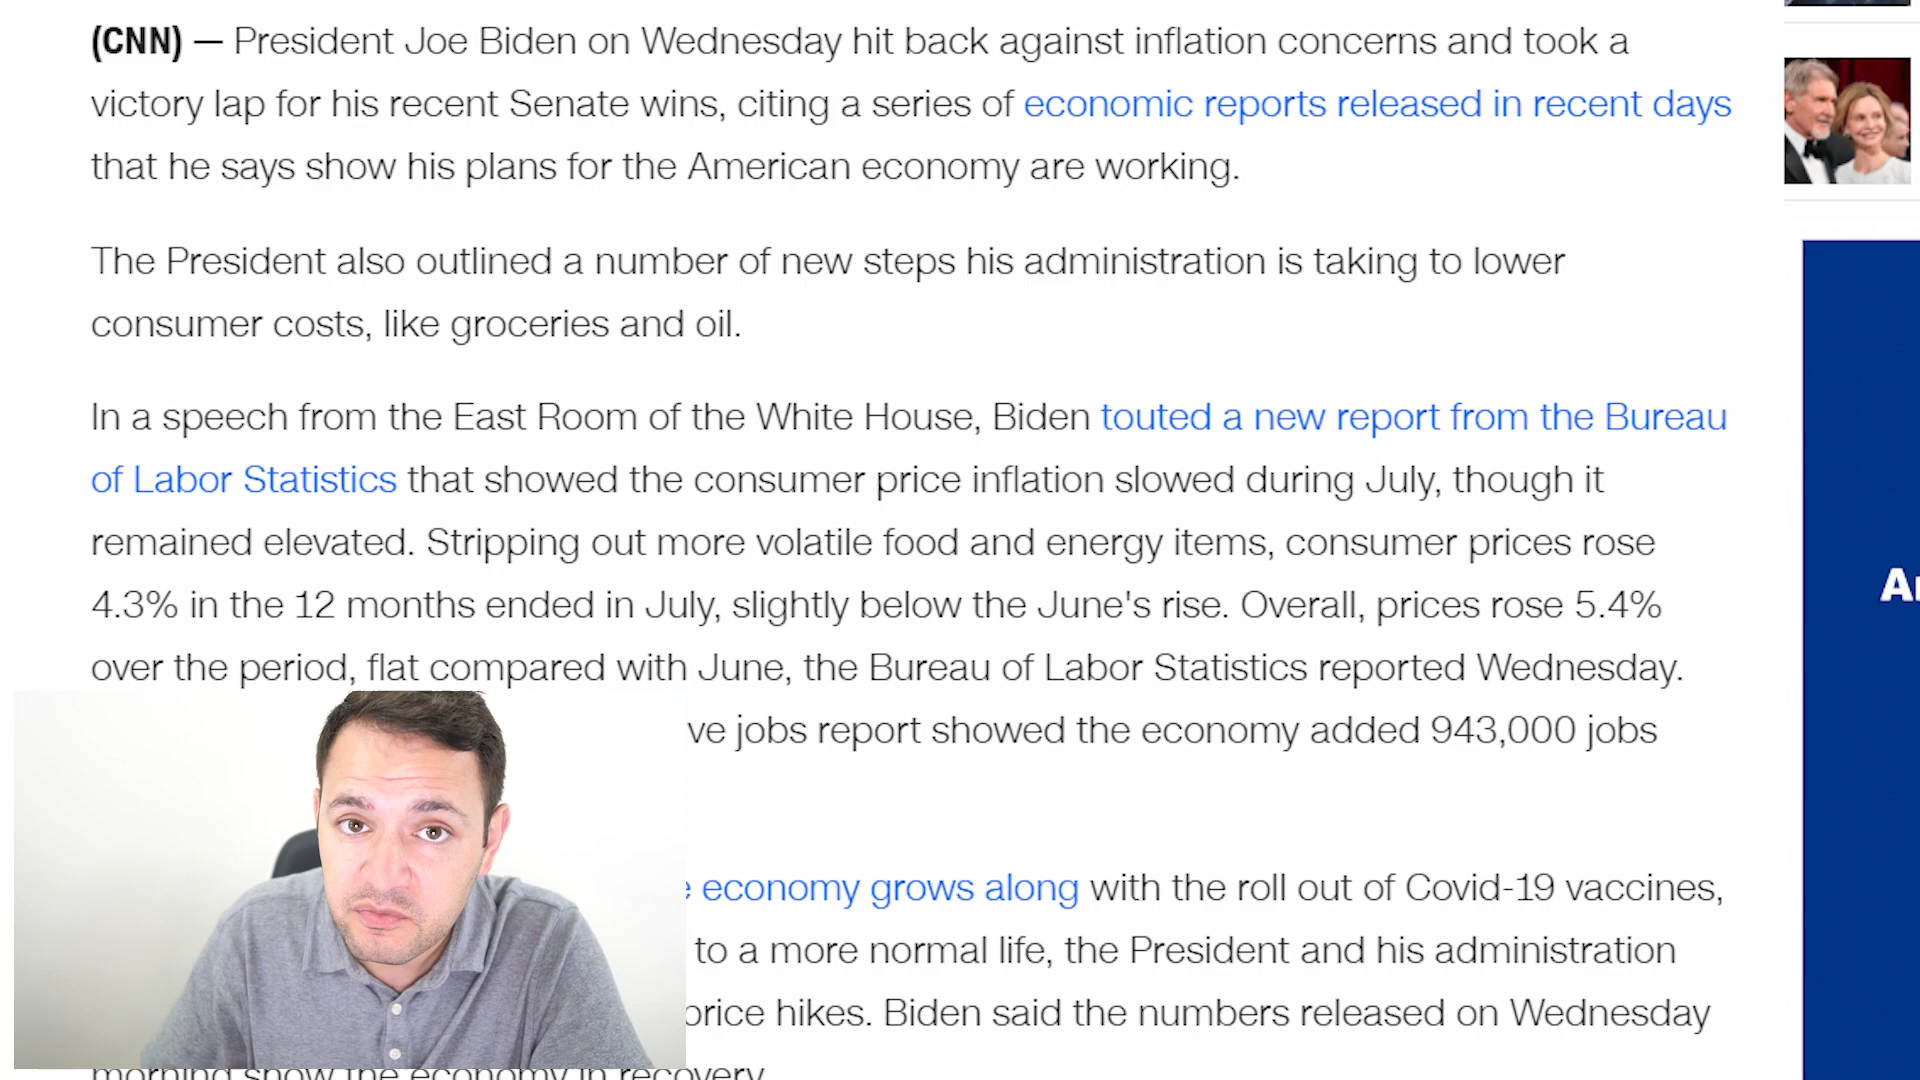 (CNN) — President Joe Biden on Wednesday hit back against inflation concerns and took a
victory lap for his recent Senate wins, citing a series of economic reports released in recent days
that he says show his plans for the American economy are working.
The President also outlined a number of new steps his administration is taking to lower
consumer costs, like groceries and oil.
In a speech from the East Room of the White House, Biden touted a new report from the Bureau
of Labor Statistics that showed the consumer price inflation slowed during July, though it
remained elevated. Stripping out more volatile food and energy items, consumer prices rose
4.3% in the 12 months ended in July, slightly below the June's rise. Overall, prices rose 5.4%
over the period, flat compared with June, the Bureau of Labor Statistics reported Wednesday.
ve jobs report showed the economy added 943,000 jobs
economy grows along with the roll out of Covid-19 vaccines,
to a more normal life, the President and his administration
price hikes. Biden said the numbers released on Wednesday
morning show the economy in recovery